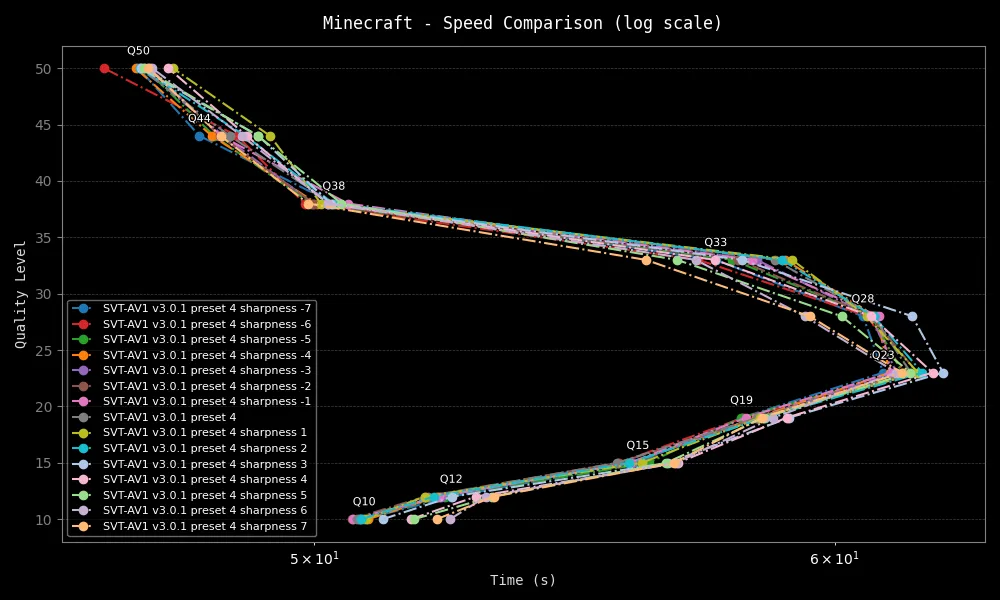 Minecraft - Speed Comparison (log scale)
Quality Level
50
45
40
35
30
25
20
15
10
Q50
Q44
Q38
Q33
Q28
Q23
Q19
Q15
Q12
Q10
SVT-AV1 v3.0.1 preset 4 sharpness -7
SVT-AV1 v3.0.1 preset 4 sharpness -6
SVT-AV1 v3.0.1 preset 4 sharpness -5
SVT-AV1 v3.0.1 preset 4 sharpness -4
SVT-AV1 v3.0.1 preset 4 sharpness -3
SVT-AV1 v3.0.1 preset 4 sharpness -2
SVT-AV1 v3.0.1 preset 4 sharpness -1
SVT-AV1 v3.0.1 preset 4
SVT-AV1 v3.0.1 preset 4 sharpness 1
SVT-AV1 v3.0.1 preset 4 sharpness 2
SVT-AV1 v3.0.1 preset 4 sharpness 3
SVT-AV1 v3.0.1 preset 4 sharpness 4
SVT-AV1 v3.0.1 preset 4 sharpness 5
SVT-AV1 v3.0.1 preset 4 sharpness 6
SVT-AV1 v3.0.1 preset 4 sharpness 7
5 × 10¹
6 × 10¹
Time (s)